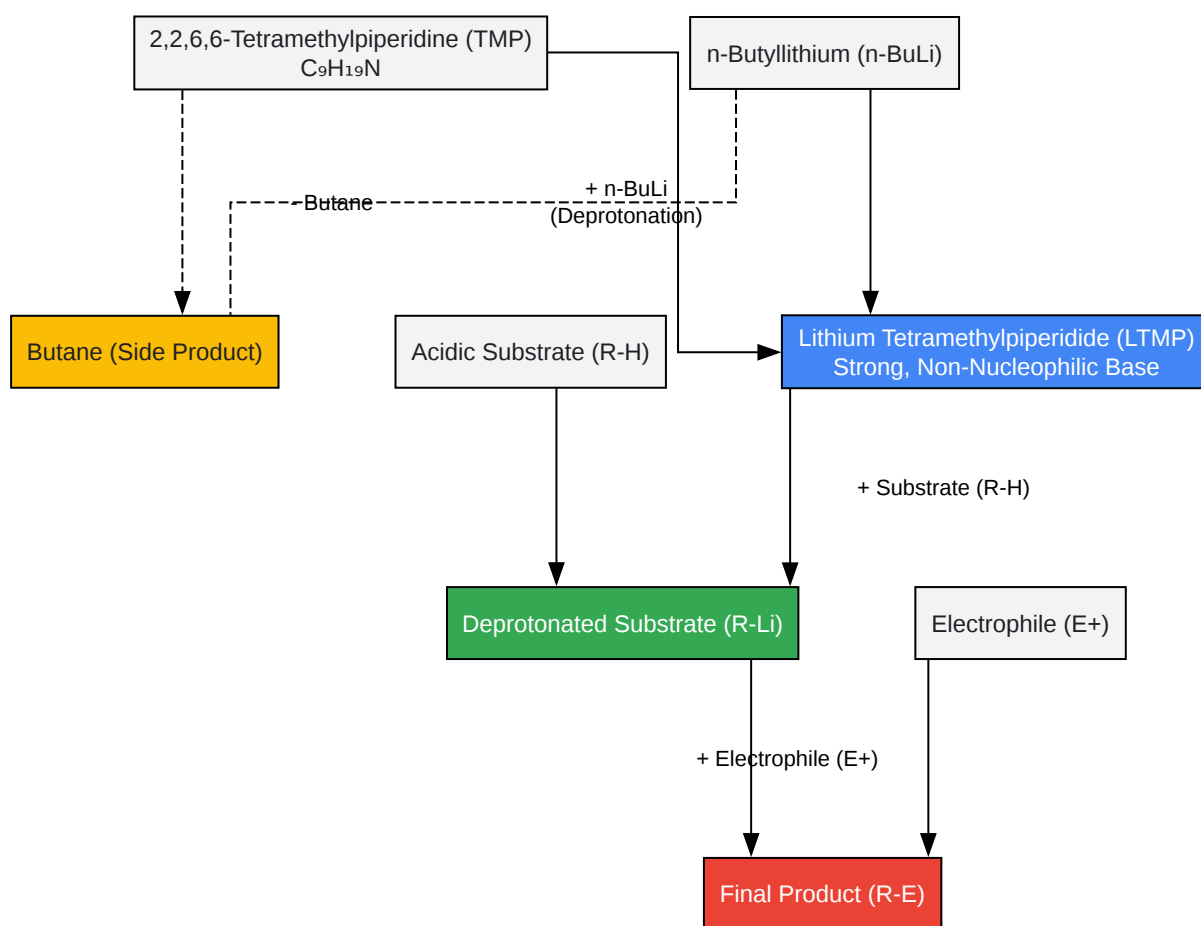 2,2,6,6-Tetramethylpiperidine (TMP)
C₉H₁₉N
n-Butyllithium (n-BuLi)
- Butane
+ n-BuLi
(Deprotonation)
Butane (Side Product)
Acidic Substrate (R-H)
Lithium Tetramethylpiperidide (LTMP)
Strong, Non-Nucleophilic Base
+ Substrate (R-H)
Deprotonated Substrate (R-Li)
Electrophile (E+)
+ Electrophile (E+)
Final Product (R-E)